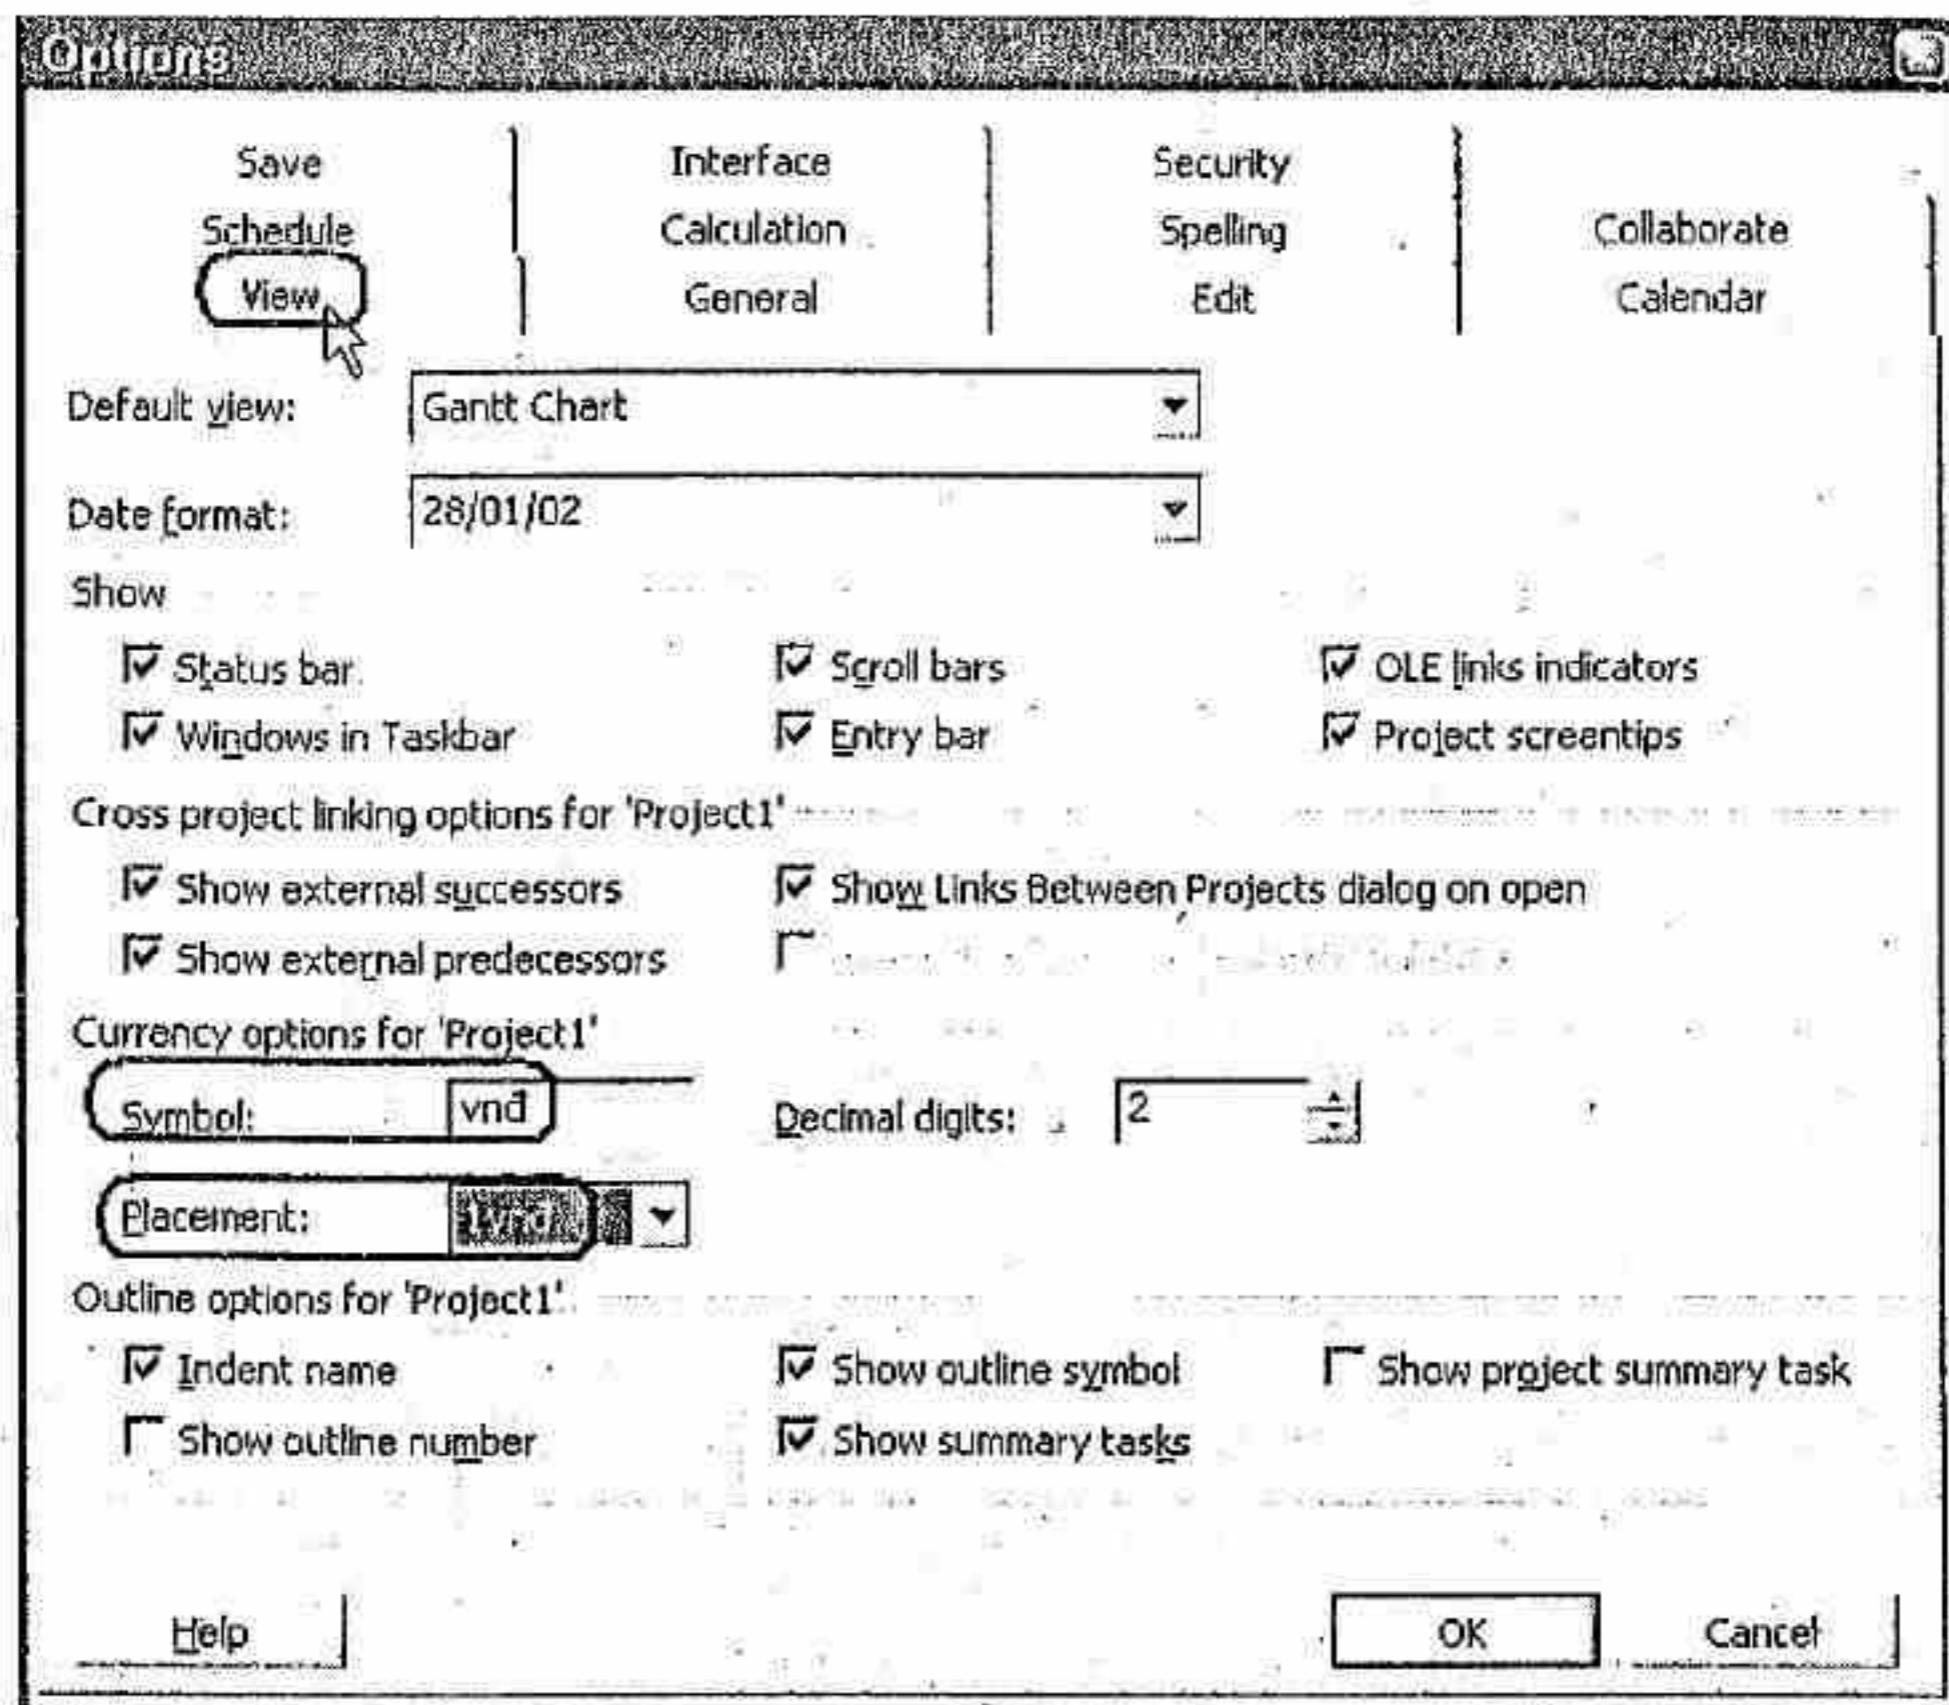 Options
Save Interface Security
Schedule Calculation Spelling Collaborate
View General Edit Calendar
Default view: Gantt Chart
Date format: 28/01/02
Show
Status bar Scroll bars OLE links indicators
Windows in Taskbar Entry bar Project screentips
Cross project linking options for 'Project1'
Show external successors Show Links Between Projects dialog on open
Show external predecessors
Currency options for 'Project1'
Symbol: vnđ Decimal digits: 2
Placement: 1vnđ
Outline options for 'Project1'
Indent name Show outline symbol Show project summary task
Show outline number Show summary tasks
Help OK Cancel